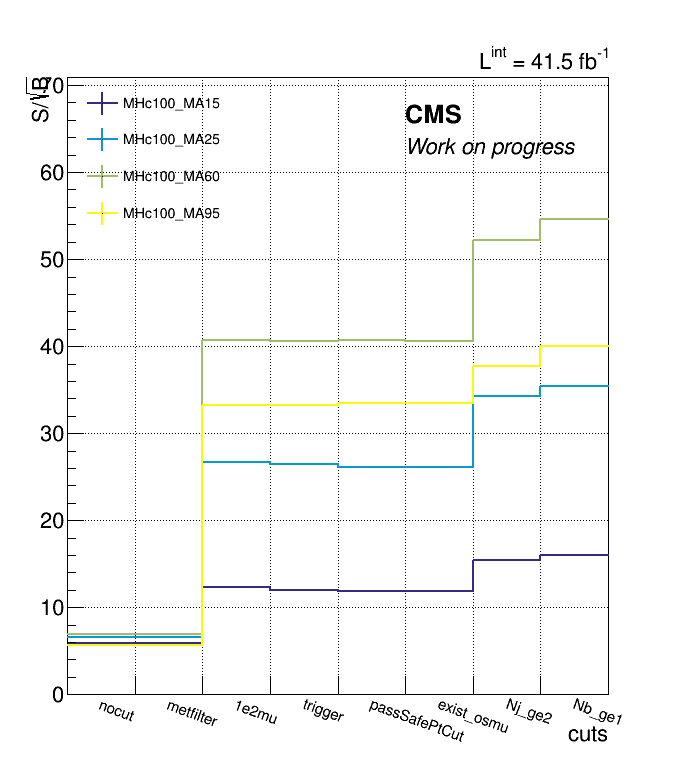 L^int = 41.5 fb^-1
S/√B
CMS
Work on progress
MHc100_MA15
MHc100_MA25
MHc100_MA60
MHc100_MA95
70
60
50
40
30
20
10
0
nocut
metfilter
1e2mu
trigger
passSafePtCut
exist_osmu
Nj_ge2
Nb_ge1
cuts